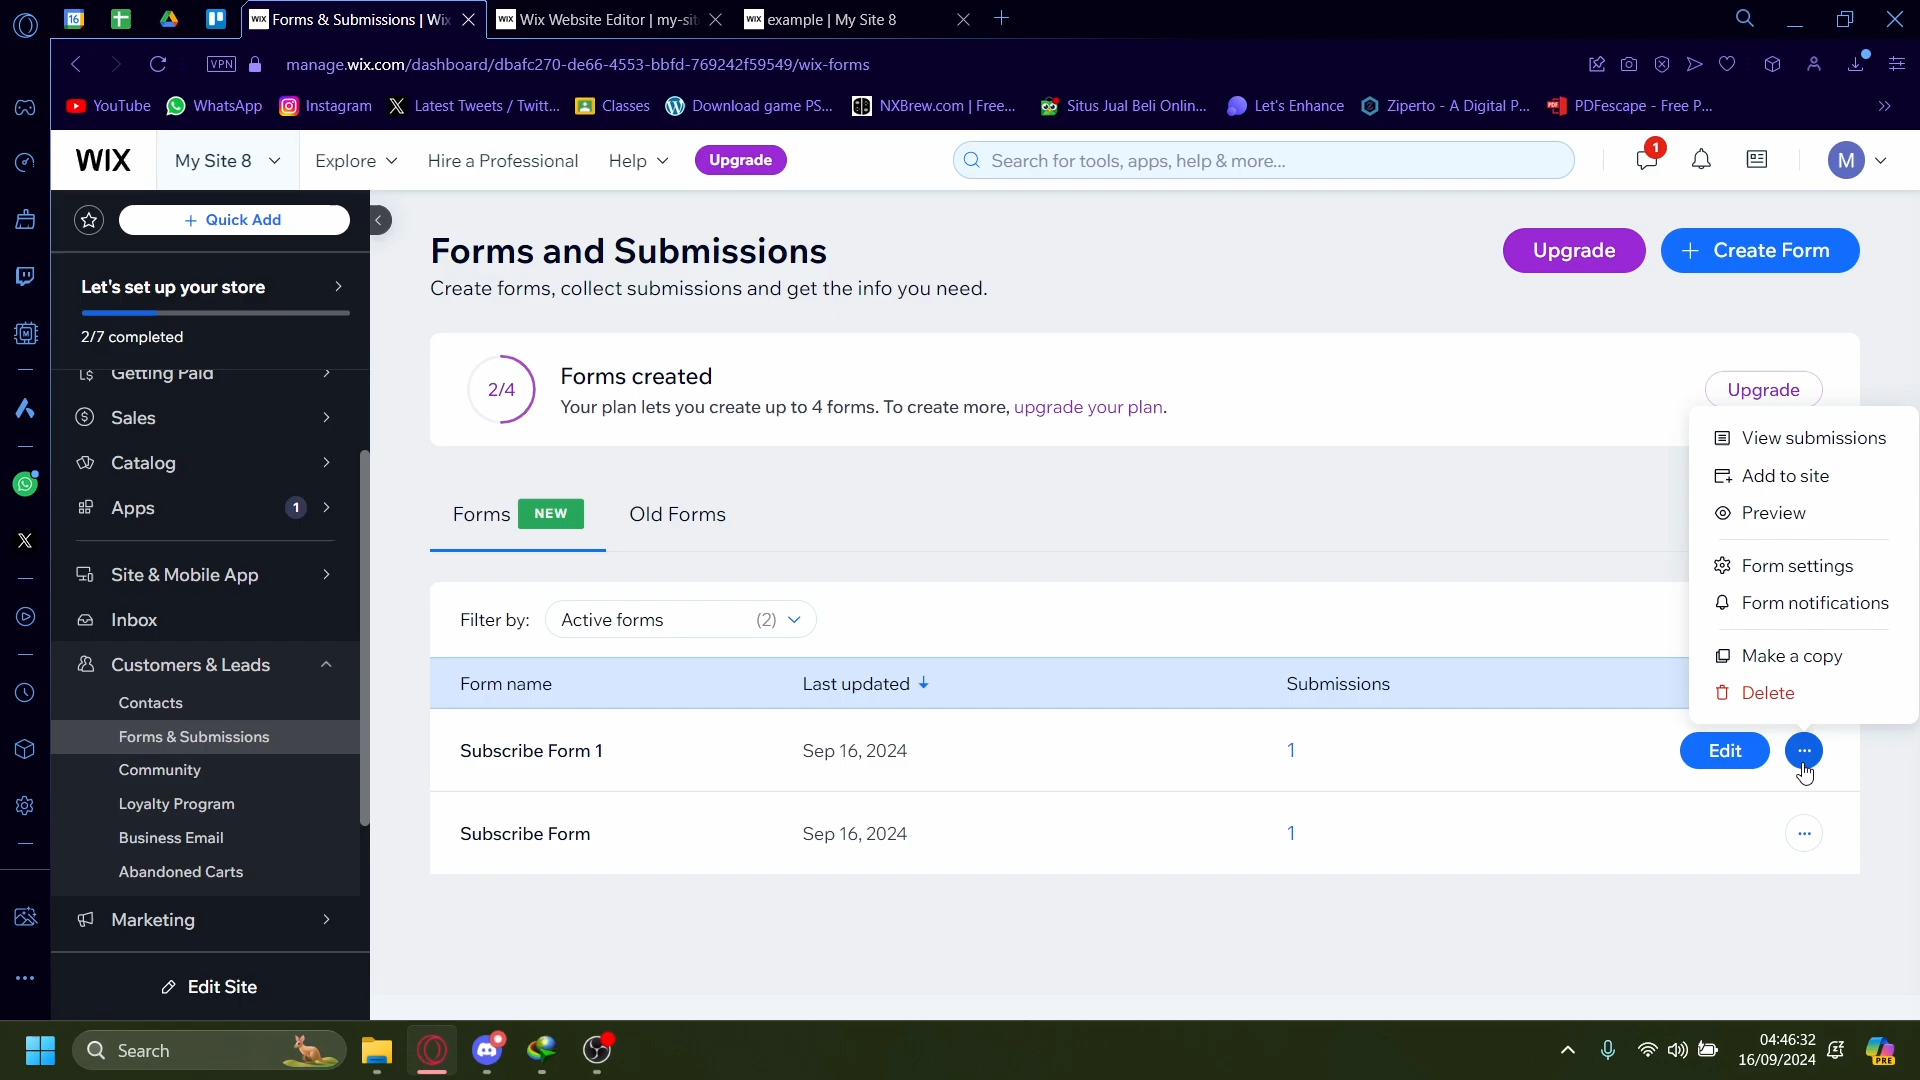 16
WIX Forms & Submissions | Wix
WIX Wix Website Editor | my-sit
WIX example | My Site 8
VPN
manage.wix.com/dashboard/dbafc270-de66-4553-bbfd-769242f59549/wix-forms
YouTube
WhatsApp
Instagram
Latest Tweets / Twitt...
Classes
Download game PS...
NXBrew.com | Free...
Situs Jual Beli Onlin...
Let's Enhance
Ziperto - A Digital P...
PDFescape - Free P...
WIX
My Site 8
Explore
Hire a Professional
Help
Upgrade
Search for tools, apps, help & more...
1
M
+ Quick Add
Let's set up your store
2/7 completed
Getting Paid
Sales
Catalog
Apps
1
Site & Mobile App
Inbox
Customers & Leads
Contacts
Forms & Submissions
Community
Loyalty Program
Business Email
Abandoned Carts
Marketing
Edit Site
Forms and Submissions
Create forms, collect submissions and get the info you need.
Upgrade
+ Create Form
2/4
Forms created
Your plan lets you create up to 4 forms. To create more, upgrade your plan.
Upgrade
Forms NEW
Old Forms
Filter by: Active forms (2)
Form name Last updated Submissions
Subscribe Form 1 Sep 16, 2024 1 Edit
Subscribe Form Sep 16, 2024 1
View submissions
Add to site
Preview
Form settings
Form notifications
Make a copy
Delete
Search
04:46:32
16/09/2024
PRE